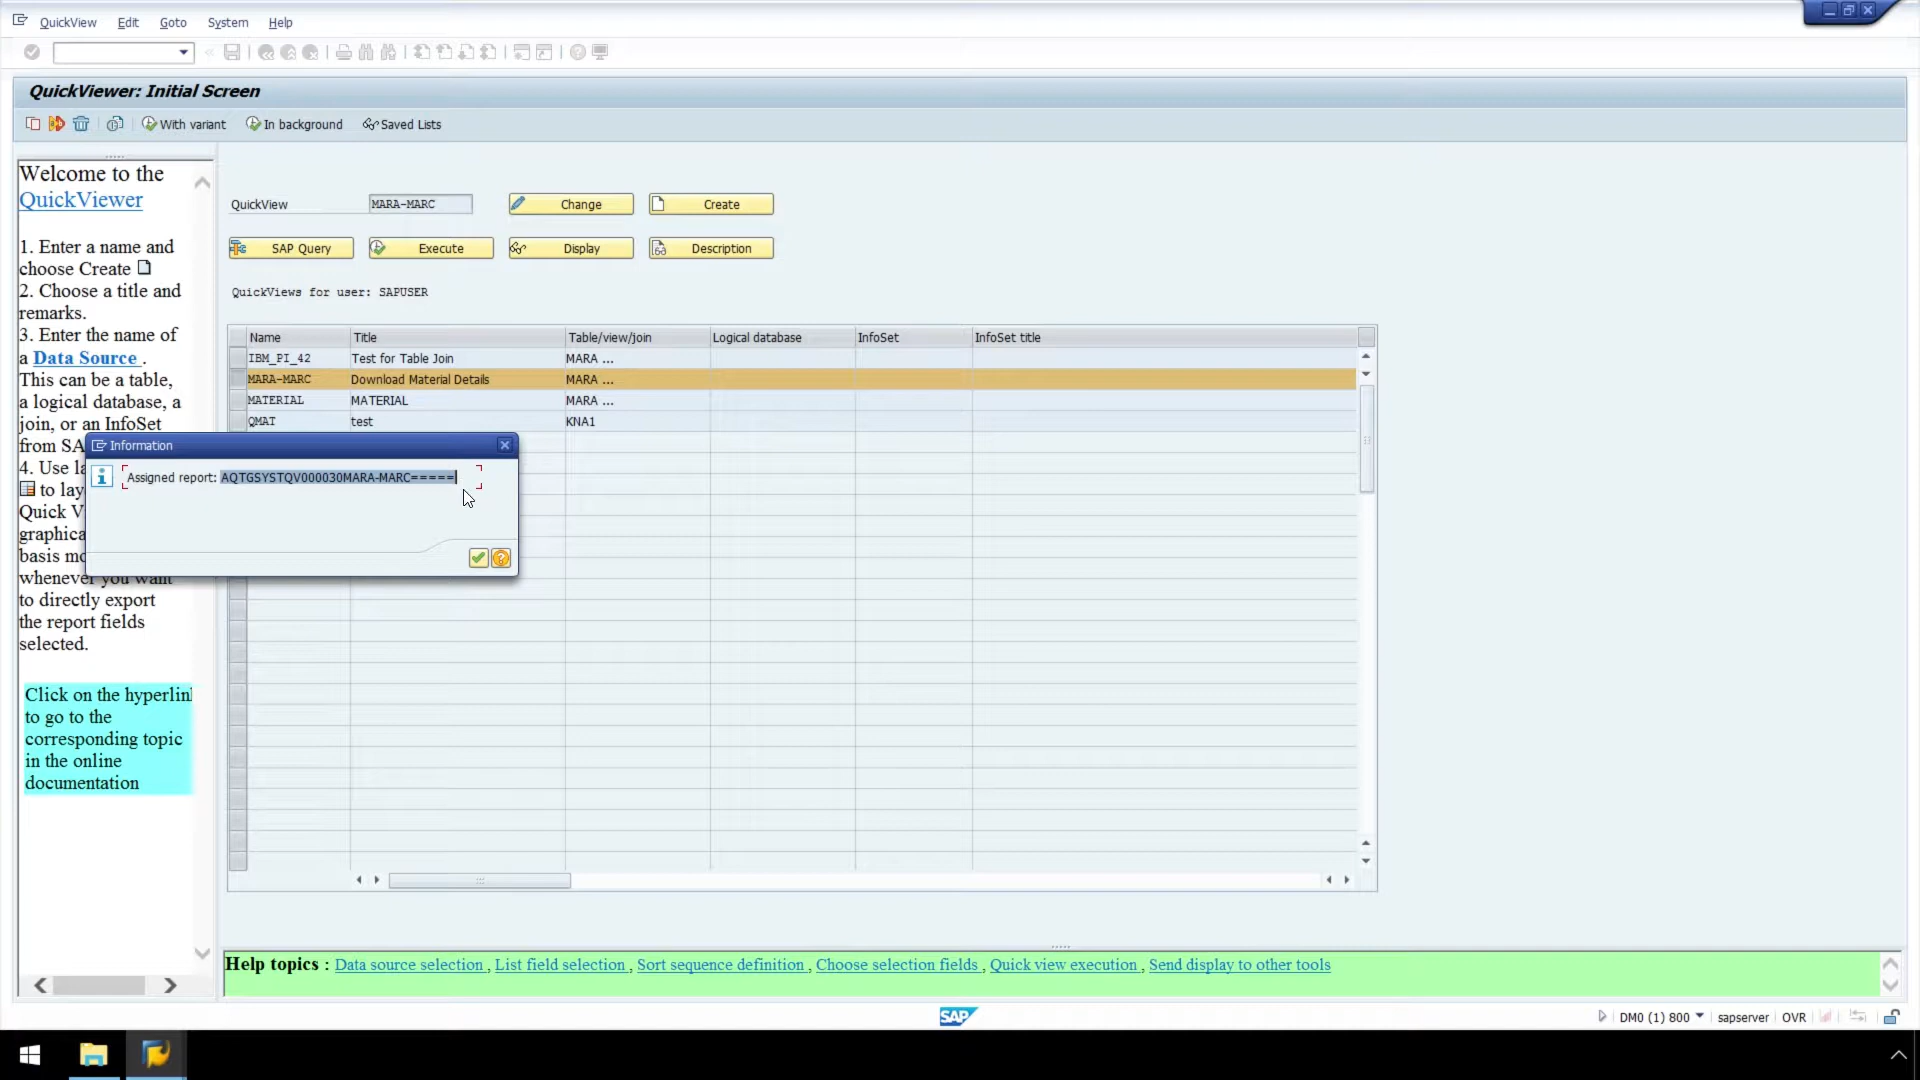 QuickView Edit Goto System Help
QuickViewer: Initial Screen
With variant In background Saved Lists
Welcome to the
QuickViewer
1. Enter a name and
choose Create
2. Choose a title and
remarks.
3. Enter the name of
a Data Source .
This can be a table,
a logical database, a
join, or an InfoSet
from SA
4. Use la
to lay
Quick V
graphica
basis mo
whenever you want
to directly export
the report fields
selected.
Click on the hyperlin
to go to the
corresponding topic
in the online
documentation
QuickView MARA-MARC Change Create
SAP Query Execute Display Description
QuickViews for user: SAPUSER
Name Title Table/view/join Logical database InfoSet InfoSet title
IBM_PI_42 Test for Table Join MARA ...
MARA-MARC Download Material Details MARA ...
MATERIAL MATERIAL MARA ...
QMAT test KNA1
Information
Assigned report: AQTGSYSTQV000030MARA-MARC=====
Help topics : Data source selection , List field selection , Sort sequence definition , Choose selection fields , Quick view execution , Send display to other tools
SAP
DM0 (1) 800 sapserver OVR